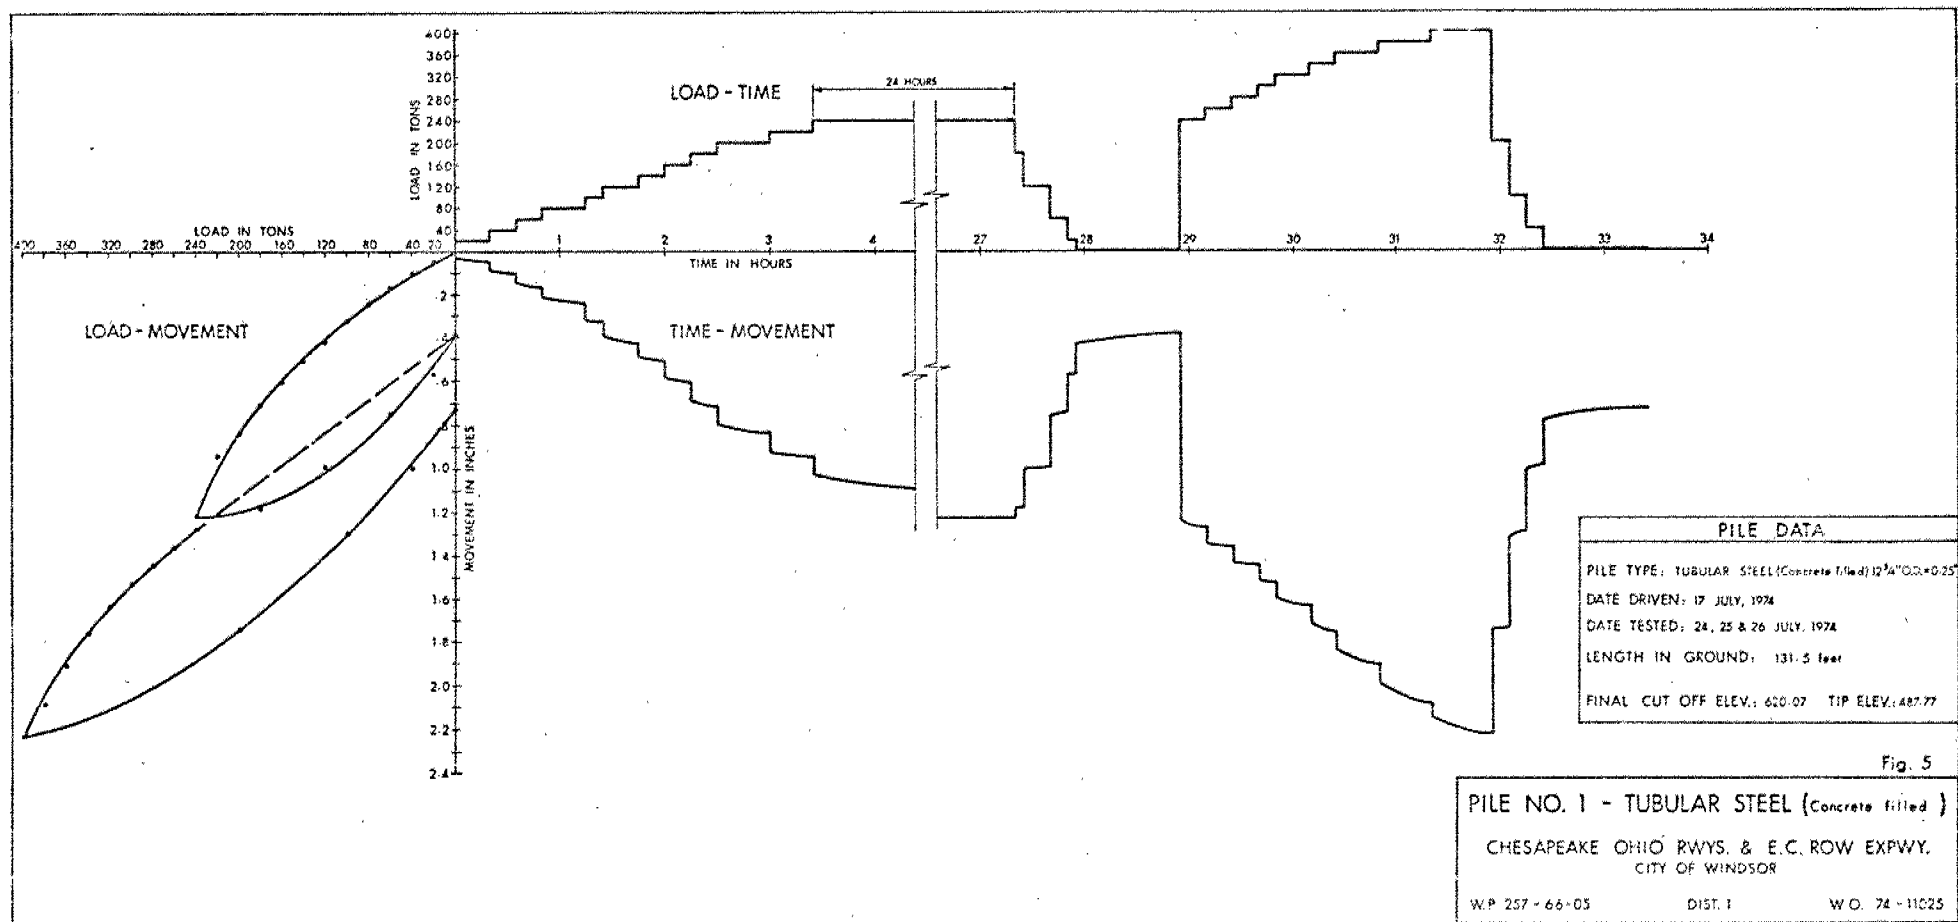 400
360
320
280
240
200
160
120
80
40
LOAD IN TONS
LOAD - TIME
24 HOURS
LOAD IN TONS
400 360 320 280 240 200 160 120 80 40 20
1 2 3 4 27 28 29 30 31 32 33 34
TIME IN HOURS
LOAD - MOVEMENT
TIME - MOVEMENT
.2
.4
.6
.8
1.0
1.2
1.4
1.6
1.8
2.0
2.2
2.4
MOVEMENT IN INCHES
PILE DATA
PILE TYPE: TUBULAR STEEL (Concrete filled) 12¾" O.D. × 0.25"
DATE DRIVEN: 17 JULY, 1974
DATE TESTED: 24, 25 & 26 JULY, 1974
LENGTH IN GROUND: 131.5 feet
FINAL CUT OFF ELEV.: 620.07 TIP ELEV.: 487.77
Fig. 5
PILE NO. 1 - TUBULAR STEEL (Concrete filled)
CHESAPEAKE OHIO RWYS. & E.C. ROW EXPWY.
CITY OF WINDSOR
W.P. 257-66-05 DIST. 1 W.O. 74-11025